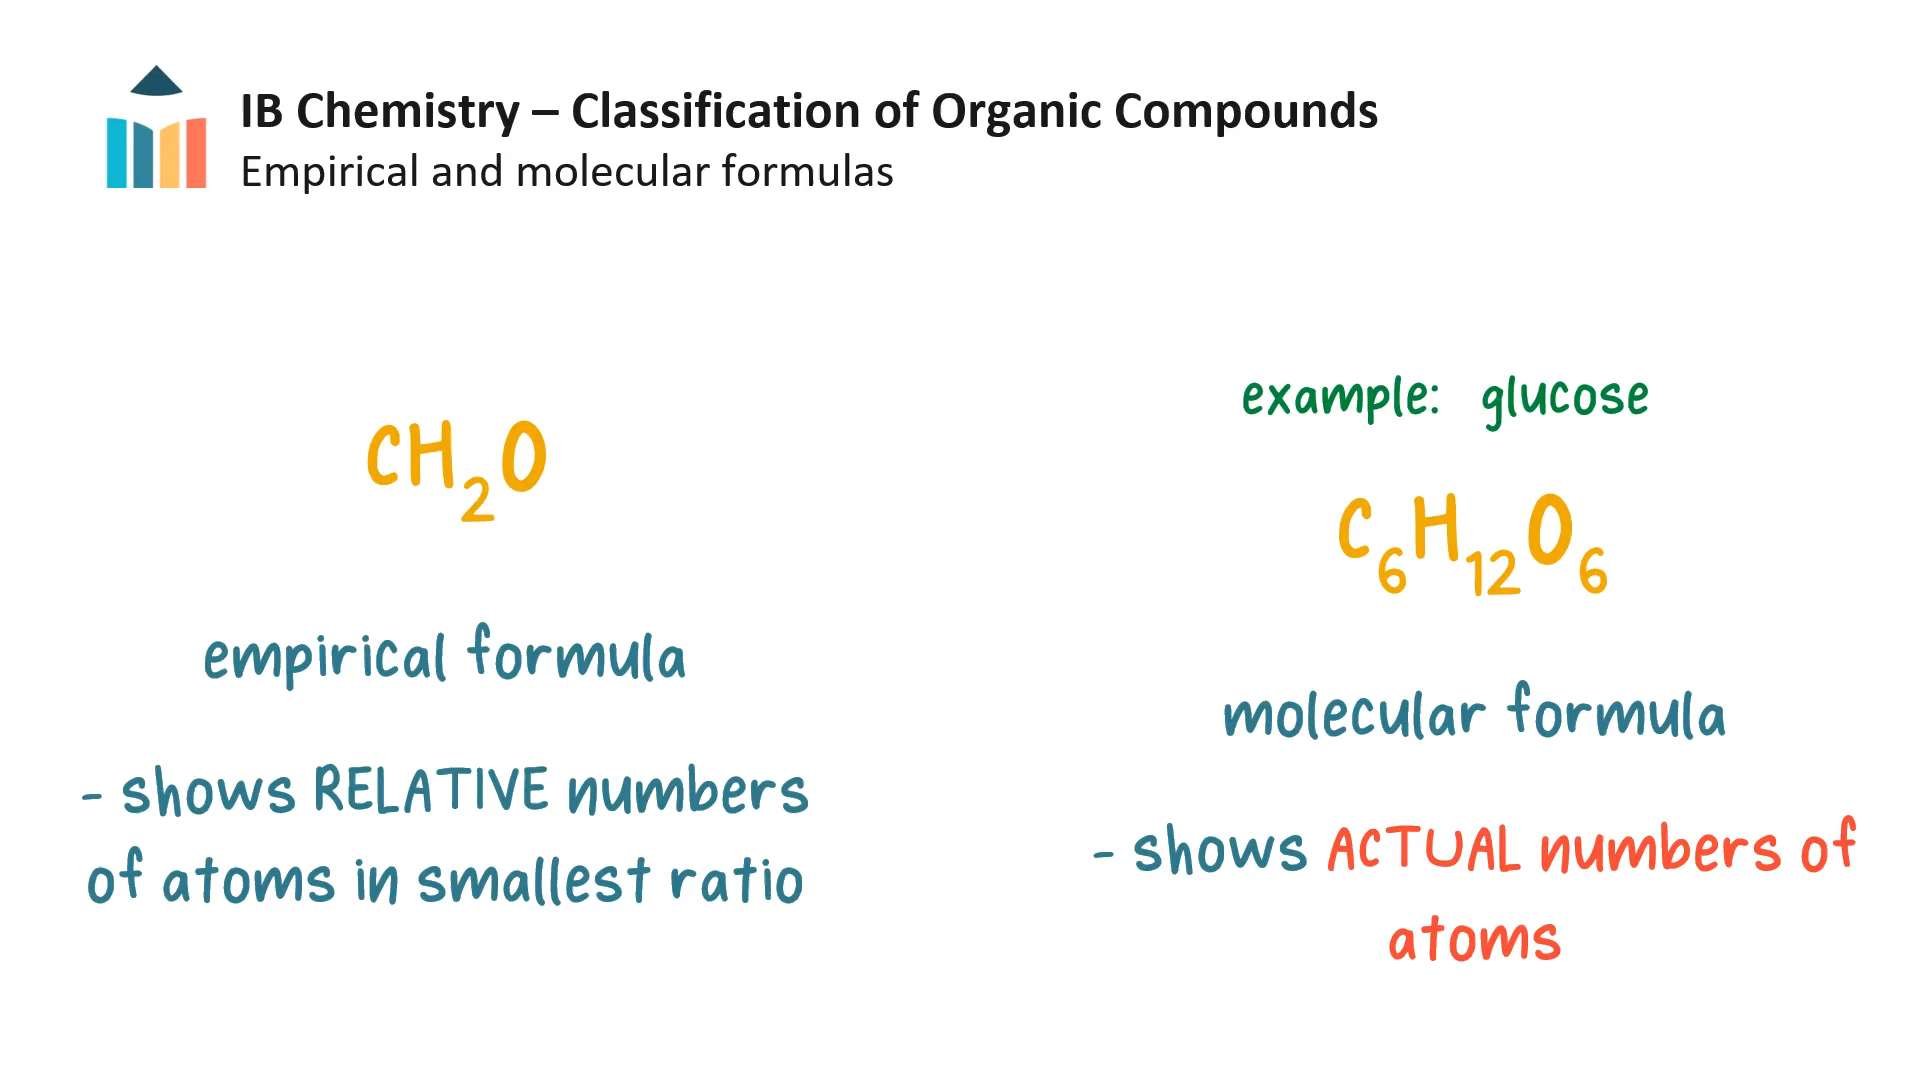 IB Chemistry – Classification of Organic Compounds
Empirical and molecular formulas
CH₂O
empirical formula
- shows RELATIVE numbers
of atoms in smallest ratio
example: glucose
C₆H₁₂O₆
molecular formula
- shows ACTUAL numbers of
atoms